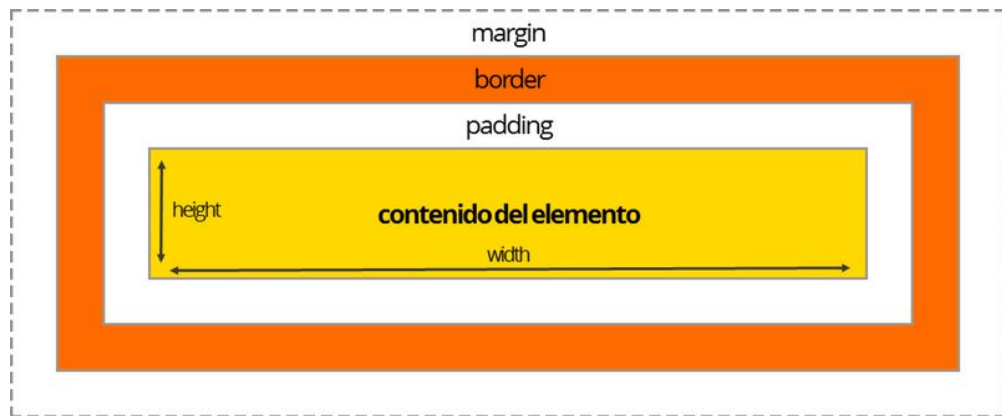 margin
border
padding
height
contenido del elemento
width